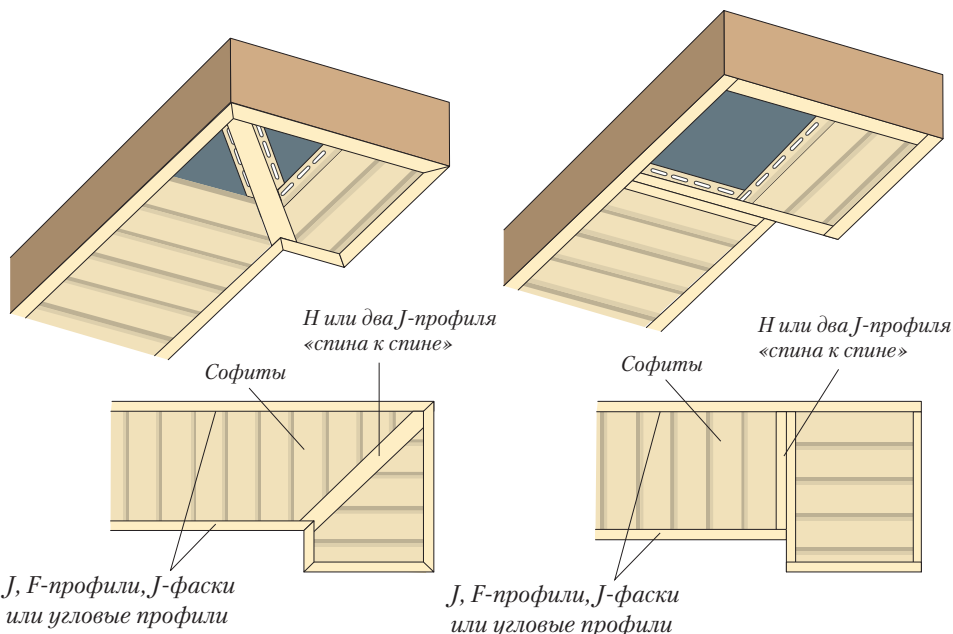 H или два J-профиля
«спина к спине»
Софиты
J, F-профили, J-фаски
или угловые профили
H или два J-профиля
«спина к спине»
Софиты
J, F-профили, J-фаски
или угловые профили